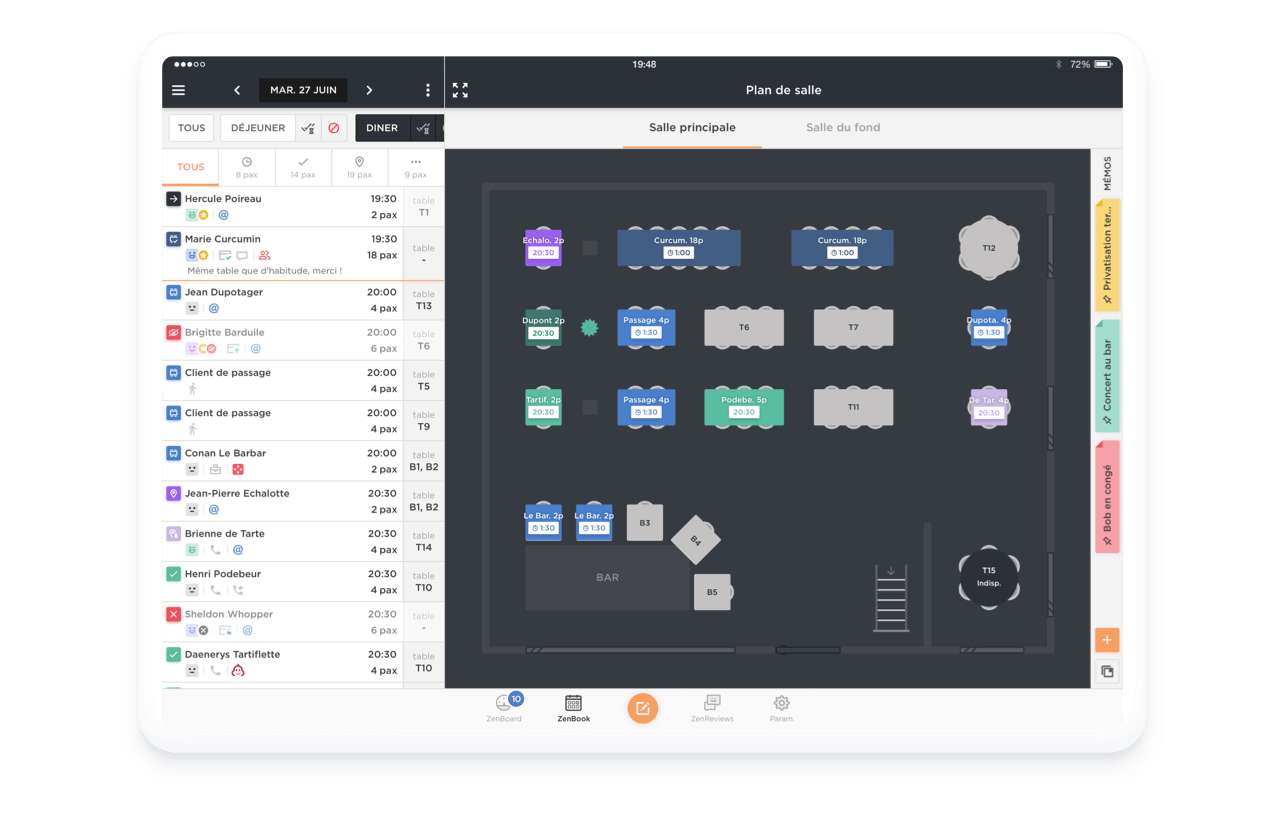 19:48
72%
MAR. 27 JUIN
Plan de salle
TOUS
DÉJEUNER
DINER
Salle principale
Salle du fond
TOUS
8 pax
14 pax
19 pax
9 pax
Hercule Poireau
19:30
2 pax
table
T1
Marie Curcumin
19:30
18 pax
table
-
Même table que d'habitude, merci !
Jean Dupotager
20:00
4 pax
table
T13
Brigitte Barduile
20:00
6 pax
table
T6
Client de passage
20:00
4 pax
table
T5
Client de passage
20:00
4 pax
table
T9
Conan Le Barbar
20:00
2 pax
table
B1, B2
Jean-Pierre Echalotte
20:30
2 pax
table
B1, B2
Brienne de Tarte
20:30
4 pax
table
T14
Henri Podebeur
20:30
4 pax
table
T10
Sheldon Whopper
20:30
6 pax
table
-
Daenerys Tartiflette
20:30
4 pax
table
T10
Echalo. 2p
20:30
Curcum. 18p
1:00
Curcum. 18p
1:00
T12
Dupont 2p
20:30
Passage 4p
1:30
T6
T7
Dupota. 4p
1:30
Tartif. 2p
20:30
Passage 4p
1:30
Podebe. 5p
20:30
T11
De Tar. 4p
20:30
Le Bar. 2p
1:30
Le Bar. 2p
1:30
B3
B4
BAR
B5
T15
Indisp.
MÉMOS
Privatisation ter...
Concert au bar
Bob en congé
+
10
ZenBoard
ZenBook
ZenReviews
Param.